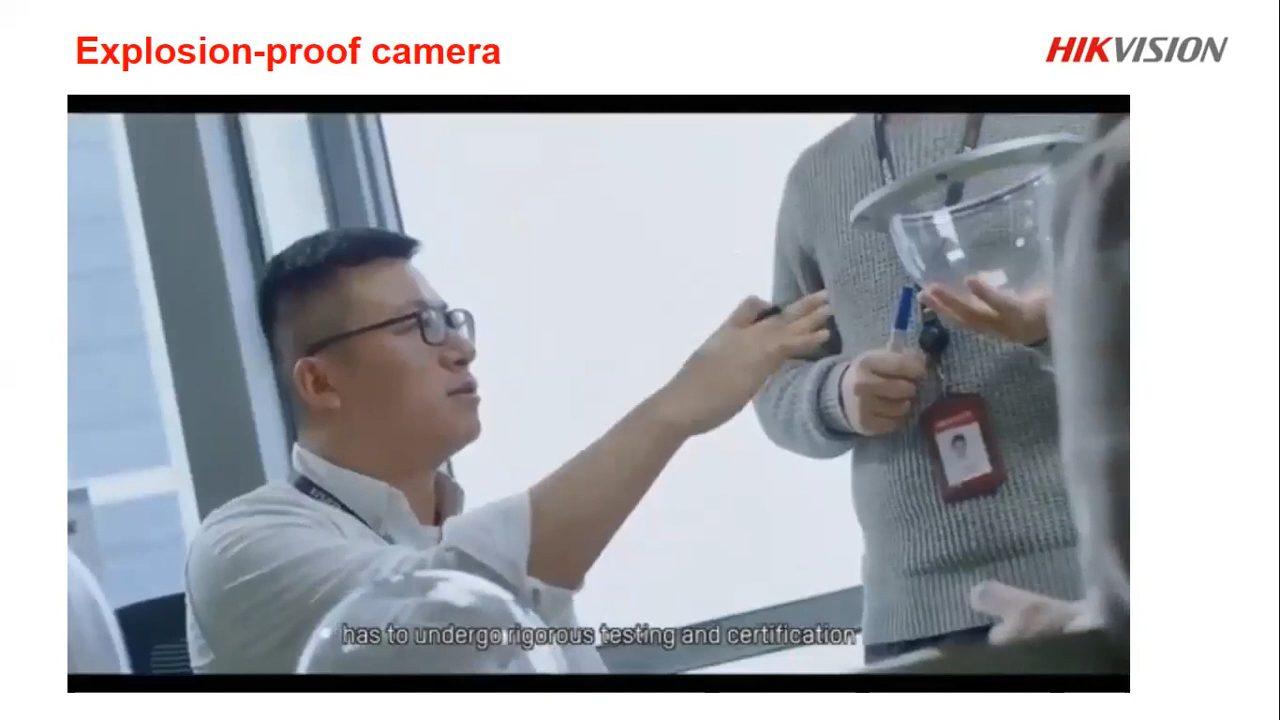 Explosion-proof camera
HIKVISION
has to undergo rigorous testing and certification